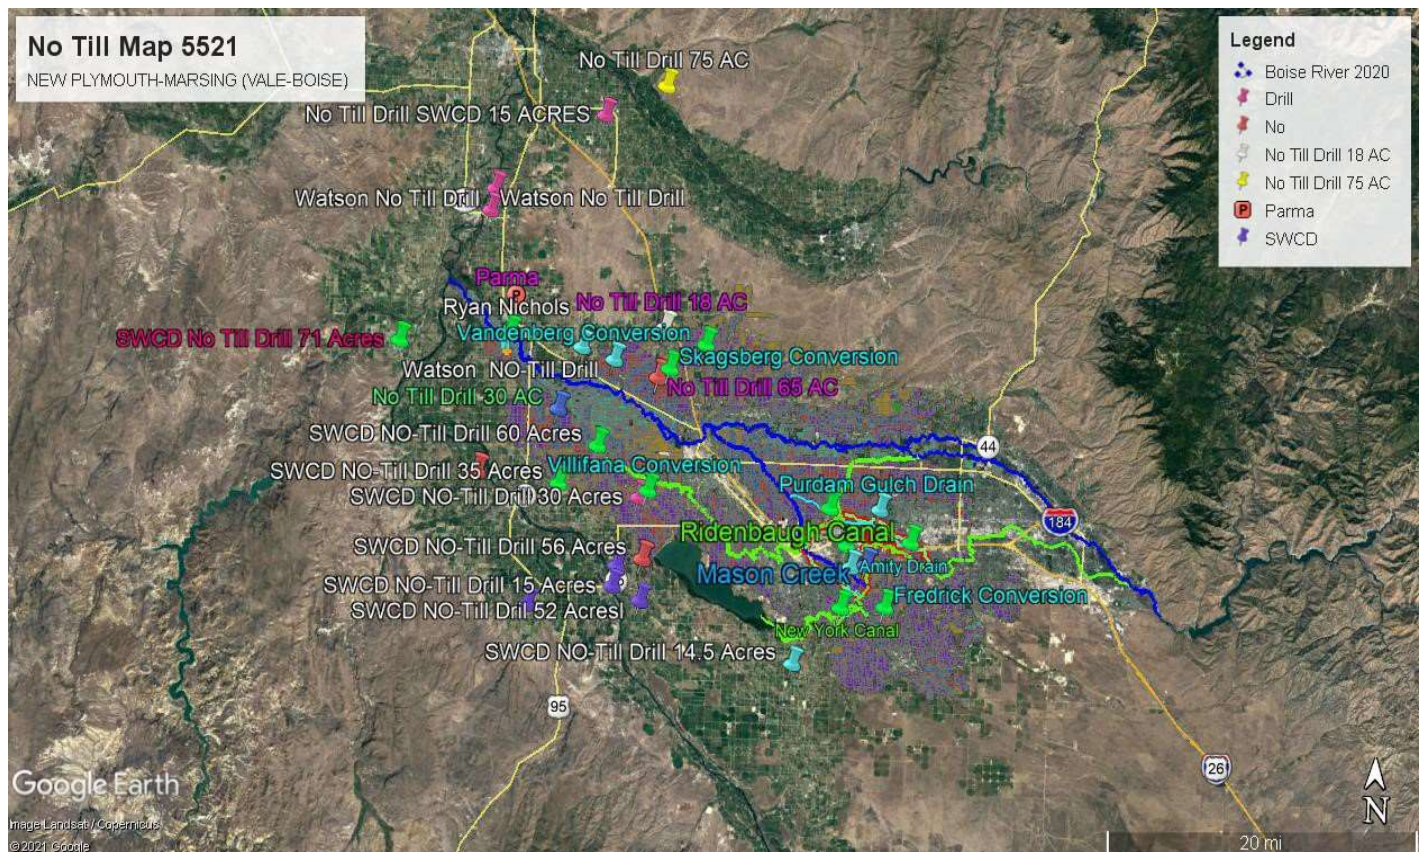 No Till Map 5521
NEW PLYMOUTH-MARSING (VALE-BOISE)
Legend
Boise River 2020
Drill
No
No Till Drill 18 AC
No Till Drill 75 AC
Parma
SWCD
No Till Drill 75 AC
No Till Drill SWCD 15 ACRES
Watson No Till Drill
Watson No Till Drill
Parma
P
Ryan Nichols
No Till Drill 18 AC
SWCD No Till Drill 71 Acres
Vandenberg Conversion
Skagsberg Conversion
Watson NO-Till Drill
No Till Drill 65 AC
No Till Drill 30 AC
SWCD NO-Till Drill 60 Acres
44
SWCD NO-Till Drill 35 Acres
Villifana Conversion
SWCD NO-Till Drill 30 Acres
Purdam Gulch Drain
184
Ridenbaugh Canal
SWCD NO-Till Drill 56 Acres
Mason Creek
Amity Drain
SWCD NO-Till Drill 15 Acres
Fredrick Conversion
SWCD NO-Till Drill 52 Acresl
New York Canal
SWCD NO-Till Drill 14.5 Acres
95
26
Google Earth
Image Landsat / Copernicus
© 2021 Google
N
20 mi